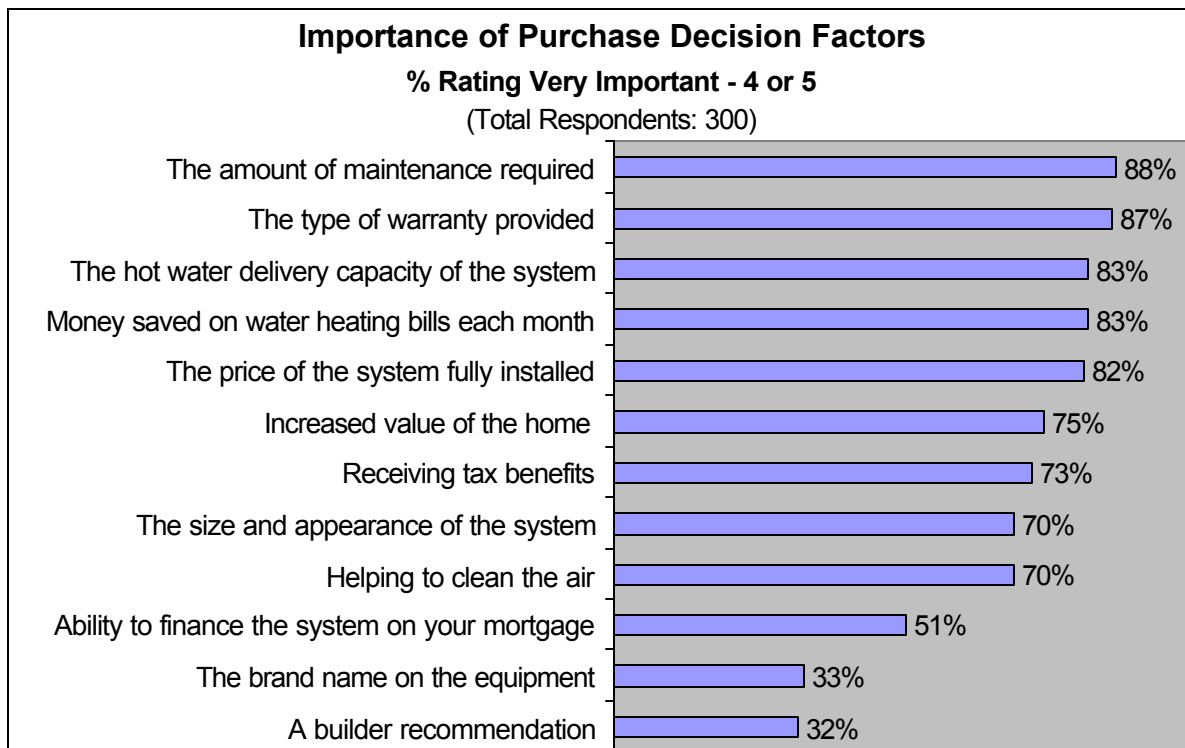 Importance of Purchase Decision Factors
% Rating Very Important - 4 or 5
(Total Respondents: 300)
The amount of maintenance required 88%
The type of warranty provided 87%
The hot water delivery capacity of the system 83%
Money saved on water heating bills each month 83%
The price of the system fully installed 82%
Increased value of the home 75%
Receiving tax benefits 73%
The size and appearance of the system 70%
Helping to clean the air 70%
Ability to finance the system on your mortgage 51%
The brand name on the equipment 33%
A builder recommendation 32%